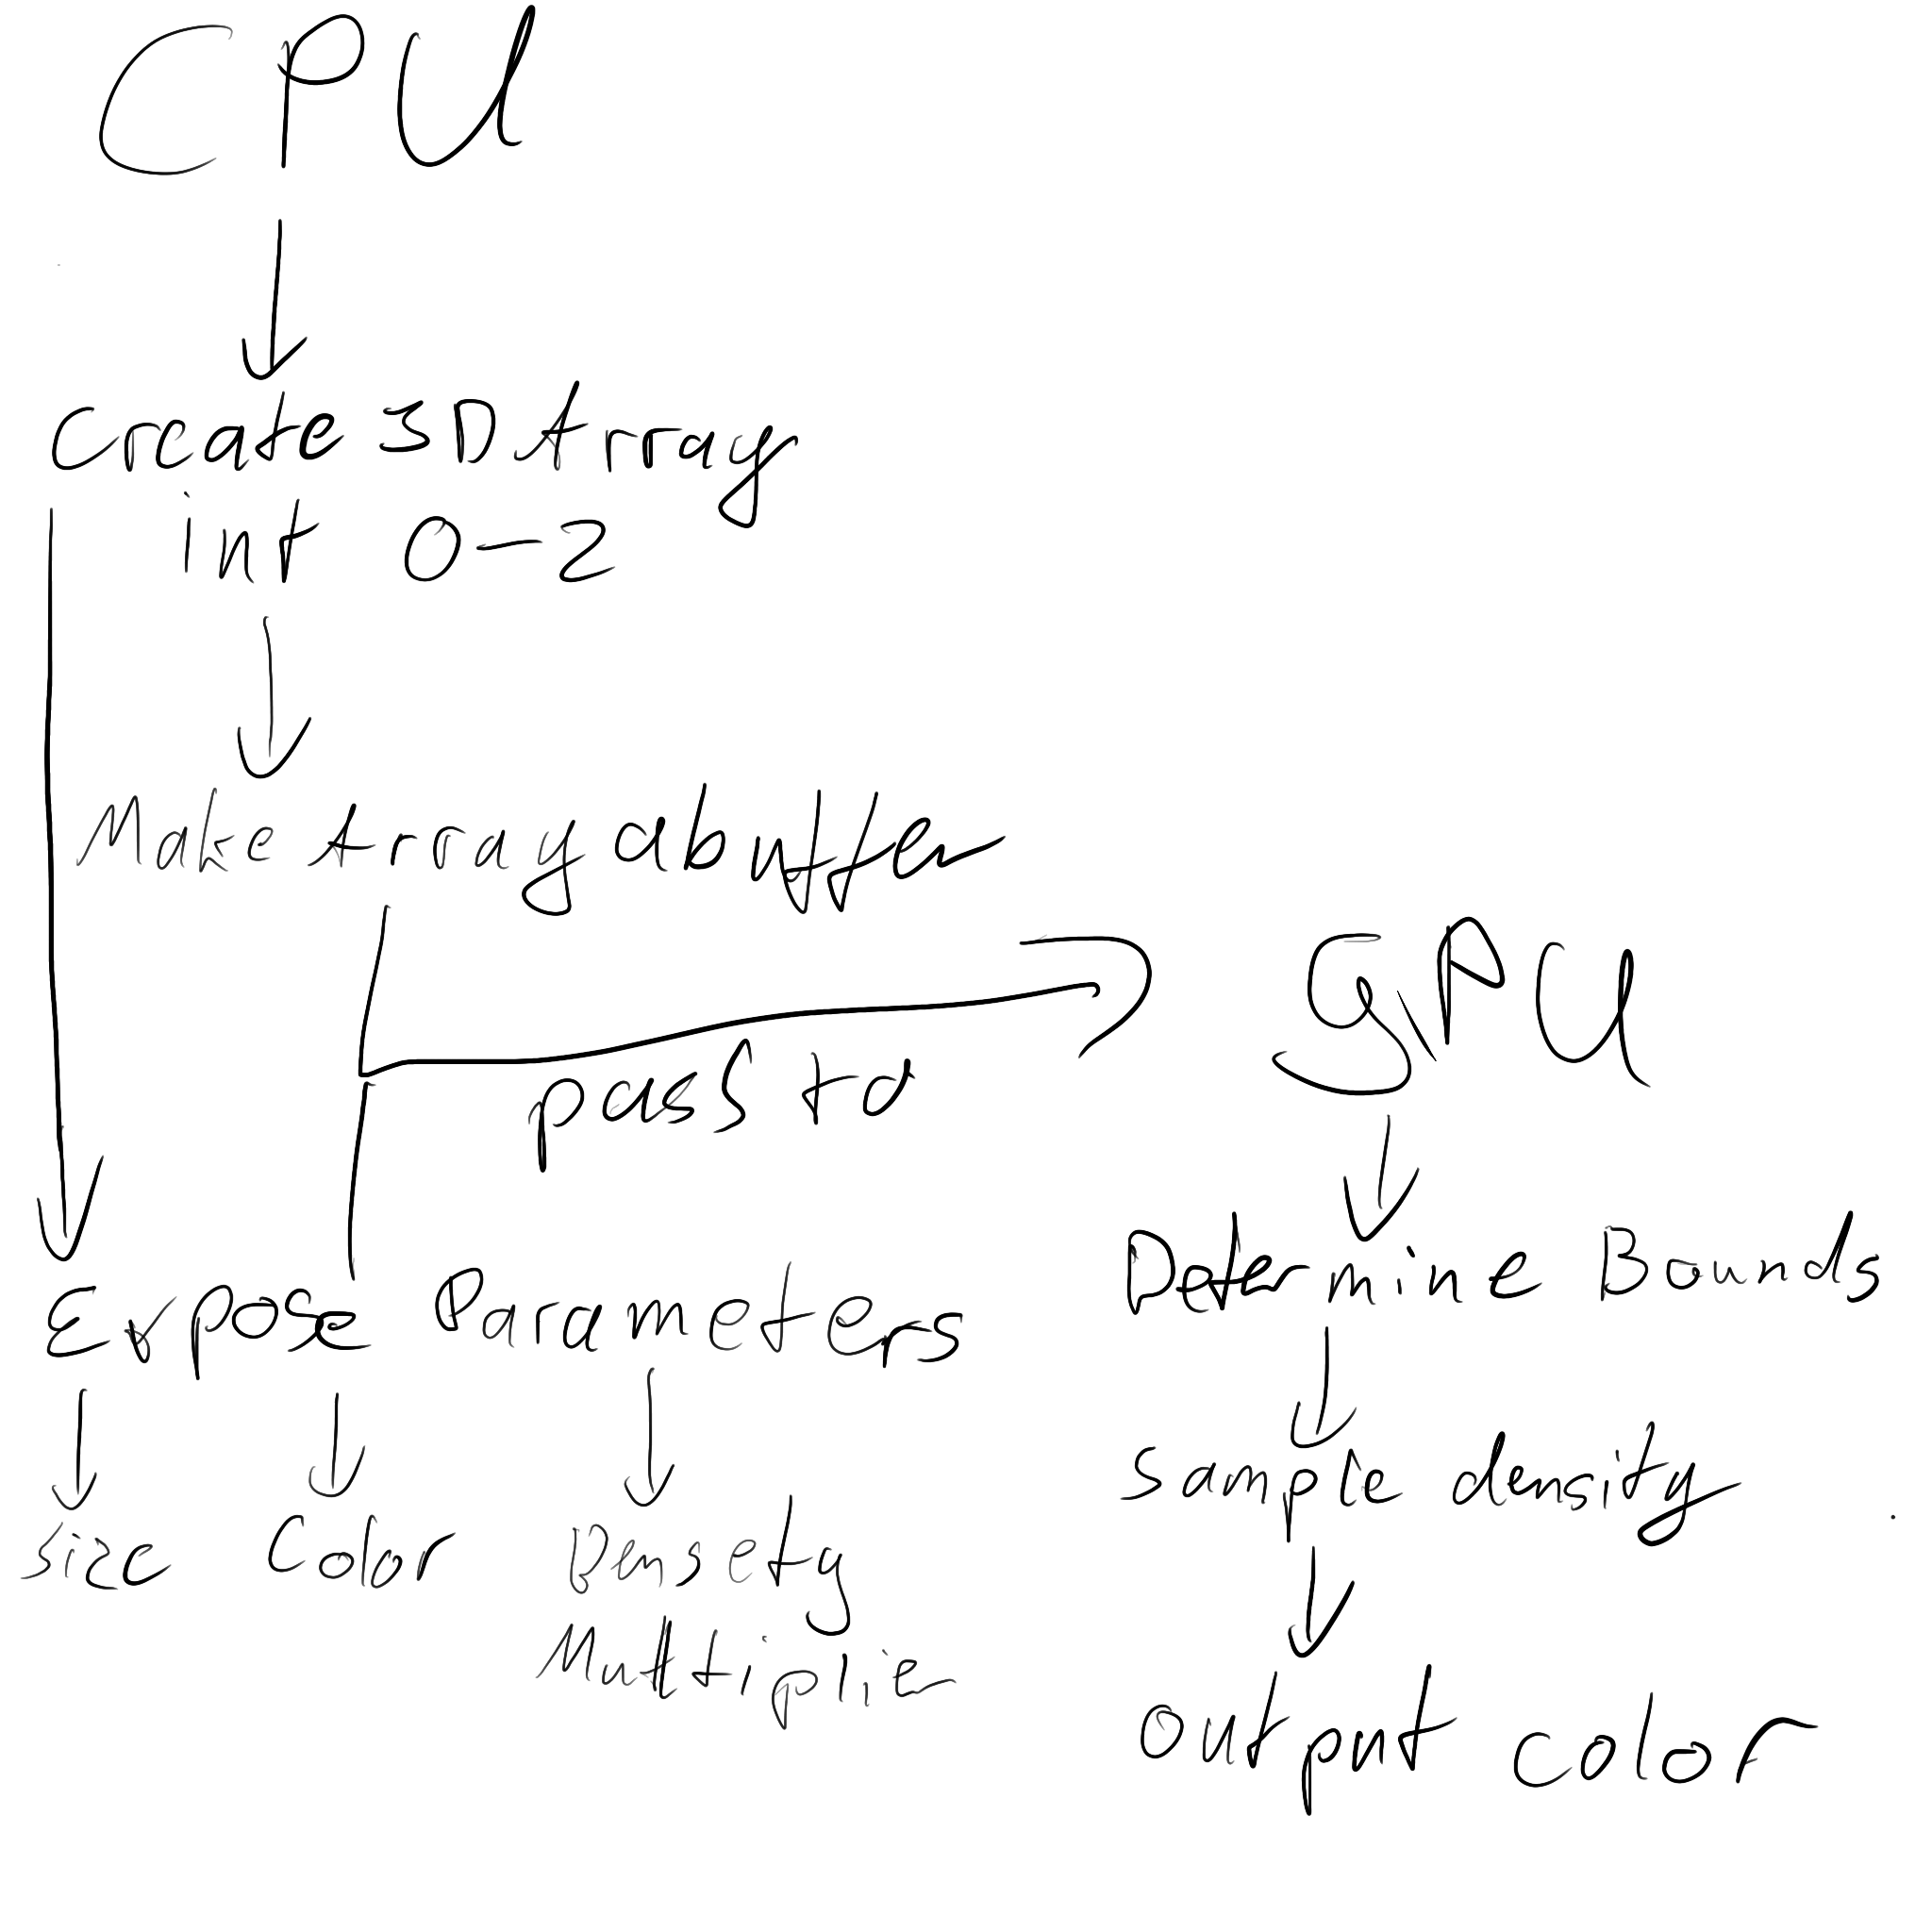 CPU
Create 3D Array
int 0-2
Make Array a buffer
pass to
GPU
Expose Parameters
Size
Color
Density
Multiplier
Determine Bounds
Sample density
Output color